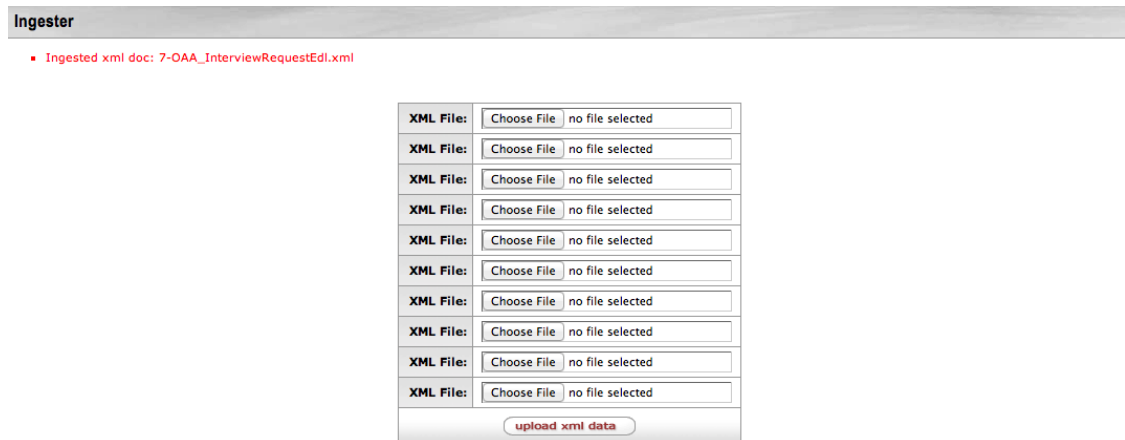 Ingester
Ingested xml doc: 7-OAA_InterviewRequestEdl.xml
XML File: Choose File no file selected
XML File: Choose File no file selected
XML File: Choose File no file selected
XML File: Choose File no file selected
XML File: Choose File no file selected
XML File: Choose File no file selected
XML File: Choose File no file selected
XML File: Choose File no file selected
XML File: Choose File no file selected
XML File: Choose File no file selected
upload xml data